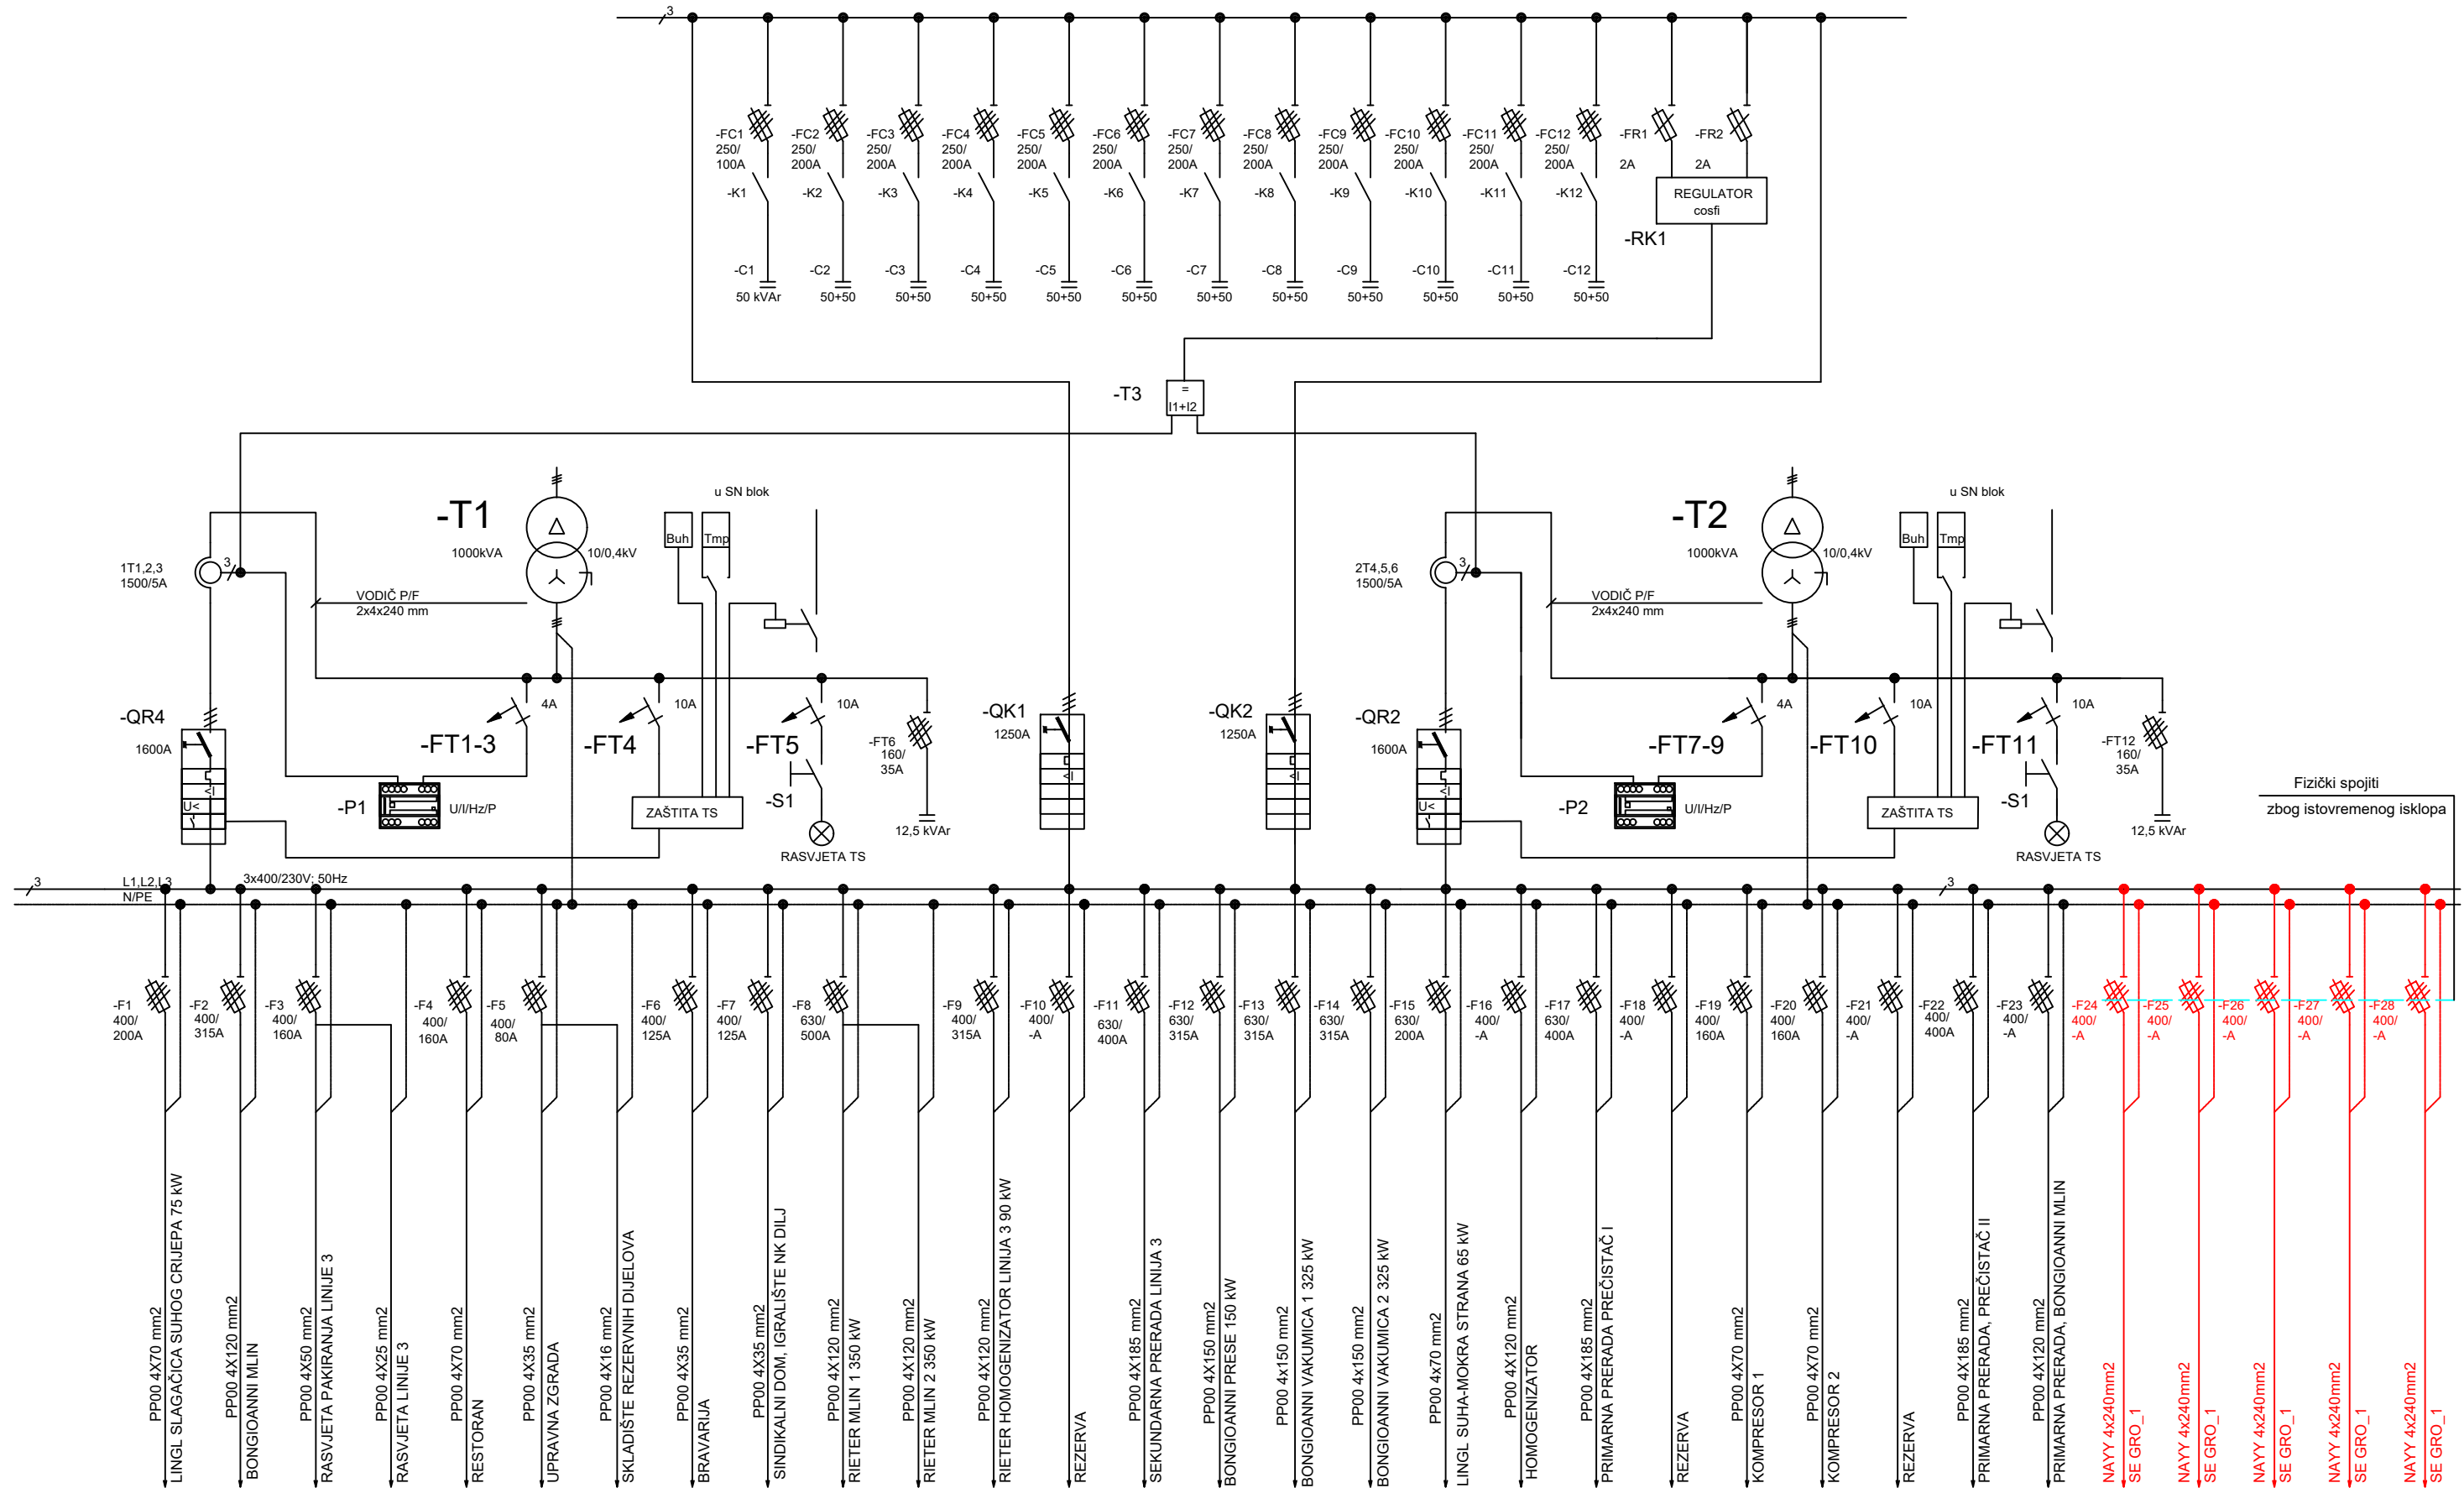 3
-FC1
250/
100A
-FC2
250/
200A
-FC3
250/
200A
-FC4
250/
200A
-FC5
250/
200A
-FC6
250/
200A
-FC7
250/
200A
-FC8
250/
200A
-FC9
250/
200A
-FC10
250/
200A
-FC11
250/
200A
-FC12
250/
200A
-FR1
2A
-FR2
2A
-K1
-K2
-K3
-K4
-K5
-K6
-K7
-K8
-K9
-K10
-K11
-K12
REGULATOR
cosfi
-RK1
-C1
50 kVAr
-C2
50+50
-C3
50+50
-C4
50+50
-C5
50+50
-C6
50+50
-C7
50+50
-C8
50+50
-C9
50+50
-C10
50+50
-C11
50+50
-C12
50+50
-T3
=
I1+I2
-T1
1000kVA
10/0,4kV
u SN blok
Buh
Tmp
1T1,2,3
1500/5A
3
VODIČ P/F
2x4x240 mm
-QR4
1600A
<I
U<
4A
-FT1-3
10A
-FT4
10A
-FT5
-FT6
160/
35A
-P1
U/I/Hz/P
ZAŠTITA TS
-S1
RASVJETA TS
12,5 kVAr
-QK1
1250A
<I
-QK2
1250A
<I
-T2
1000kVA
10/0,4kV
u SN blok
Buh
Tmp
2T4,5,6
1500/5A
3
VODIČ P/F
2x4x240 mm
-QR2
1600A
<I
U<
4A
-FT7-9
10A
-FT10
10A
-FT11
-FT12
160/
35A
-P2
U/I/Hz/P
ZAŠTITA TS
-S1
RASVJETA TS
12,5 kVAr
Fizički spojiti
zbog istovremenog isklopa
3
L1,L2,L3
3x400/230V; 50Hz
N/PE
3
-F1
400/
200A
-F2
400/
315A
-F3
400/
160A
-F4
400/
160A
-F5
400/
80A
-F6
400/
125A
-F7
400/
125A
-F8
630/
500A
-F9
400/
315A
-F10
400/
-A
-F11
630/
400A
-F12
630/
315A
-F13
630/
315A
-F14
630/
315A
-F15
630/
200A
-F16
400/
-A
-F17
630/
400A
-F18
400/
-A
-F19
400/
160A
-F20
400/
160A
-F21
400/
-A
-F22
400/
400A
-F23
400/
-A
-F24
400/
-A
-F25
400/
-A
-F26
400/
-A
-F27
400/
-A
-F28
400/
-A
PP00 4X70 mm2
LINGL SLAGAČICA SUHOG CRIJEPA 75 kW
PP00 4X120 mm2
BONGIOANNI MLIN
PP00 4X50 mm2
RASVJETA PAKIRANJA LINIJE 3
PP00 4X25 mm2
RASVJETA LINIJE 3
PP00 4X70 mm2
RESTORAN
PP00 4X35 mm2
UPRAVNA ZGRADA
PP00 4X16 mm2
SKLADIŠTE REZERVNIH DIJELOVA
PP00 4X35 mm2
BRAVARIJA
PP00 4X35 mm2
SINDIKALNI DOM, IGRALIŠTE NK DILJ
PP00 4X120 mm2
RIETER MLIN 1 350 kW
PP00 4X120 mm2
RIETER MLIN 2 350 kW
PP00 4X120 mm2
RIETER HOMOGENIZATOR LINIJA 3 90 kW
REZERVA
PP00 4X185 mm2
SEKUNDARNA PRERADA LINIJA 3
PP00 4X150 mm2
BONGIOANNI PRESE 150 kW
PP00 4x150 mm2
BONGIOANNI VAKUMICA 1 325 kW
PP00 4x150 mm2
BONGIOANNI VAKUMICA 2 325 kW
PP00 4x70 mm2
LINGL SUHA-MOKRA STRANA 65 kW
PP00 4X120 mm2
HOMOGENIZATOR
PP00 4X185 mm2
PRIMARNA PRERADA PREČISTAČ I
REZERVA
PP00 4X70 mm2
KOMPRESOR 1
PP00 4X70 mm2
KOMPRESOR 2
REZERVA
PP00 4X185 mm2
PRIMARNA PRERADA, PREČISTAČ II
PP00 4X120 mm2
PRIMARNA PRERADA, BONGIOANNI MLIN
NAYY 4x240mm2
SE GRO_1
NAYY 4x240mm2
SE GRO_1
NAYY 4x240mm2
SE GRO_1
NAYY 4x240mm2
SE GRO_1
NAYY 4x240mm2
SE GRO_1